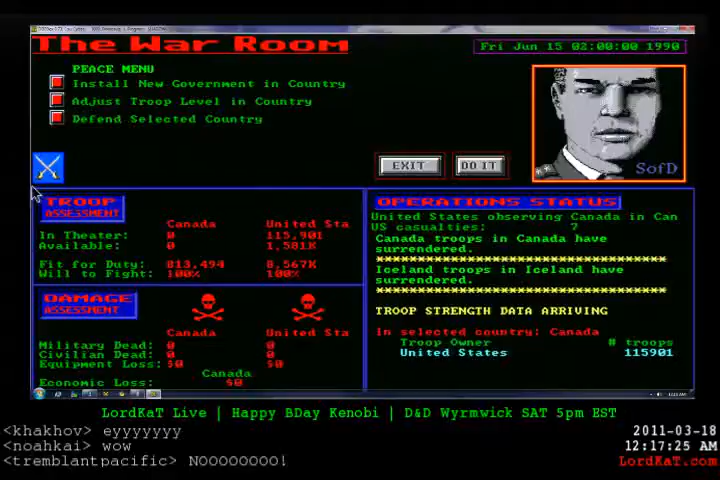 The War Room
Fri Jun 15 02:00:00 1990
PEACE MENU
Install New Government in Country
Adjust Troop Level in Country
Defend Selected Country
EXIT
DO IT
SofD
TROOP
ASSESSMENT
Canada United Sta
In Theater: 0 115,901
Available: 0 1,581K
Fit for Duty: 813,494 8,567K
Will to Fight: 100% 100%
DAMAGE
ASSESSMENT
Canada United Sta
Military Dead: 0 0
Civilian Dead: 0 0
Equipment Loss: $0 $0
Canada
Economic Loss: $0
OPERATIONS STATUS
United States observing Canada in Can
US casualties: 7
Canada troops in Canada have
surrendered.
Iceland troops in Iceland have
surrendered.
TROOP STRENGTH DATA ARRIVING
In selected country: Canada
Troop Owner # troops
United States 115901
LordKaT Live | Happy BDay Kenobi | D&D Wyrmwick SAT 5pm EST
<khakhov> eyyyyyyy
<noahkai> wow
<tremblantpacific> NOOOOOOOO!
2011-03-18
12:17:25 AM
LordKaT.com